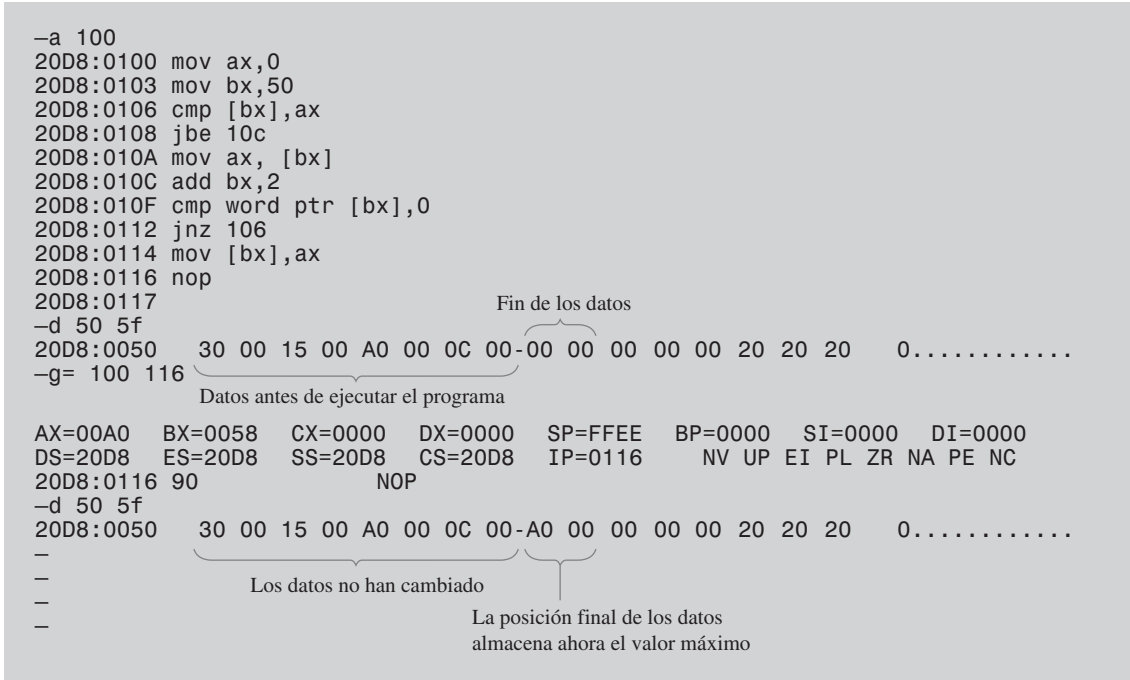 –a 100
20D8:0100 mov ax,0
20D8:0103 mov bx,50
20D8:0106 cmp [bx],ax
20D8:0108 jbe 10c
20D8:010A mov ax, [bx]
20D8:010C add bx,2
20D8:010F cmp word ptr [bx],0
20D8:0112 jnz 106
20D8:0114 mov [bx],ax
20D8:0116 nop
20D8:0117
Fin de los datos
–d 50 5f
20D8:0050 30 00 15 00 A0 00 0C 00-00 00 00 00 00 20 20 20 0............
–g= 100 116
Datos antes de ejecutar el programa
AX=00A0 BX=0058 CX=0000 DX=0000 SP=FFEE BP=0000 SI=0000 DI=0000
DS=20D8 ES=20D8 SS=20D8 CS=20D8 IP=0116 NV UP EI PL ZR NA PE NC
20D8:0116 90 NOP
–d 50 5f
20D8:0050 30 00 15 00 A0 00 0C 00-A0 00 00 00 00 20 20 20 0............
–
–
Los datos no han cambiado
–
–
La posición final de los datos
almacena ahora el valor máximo